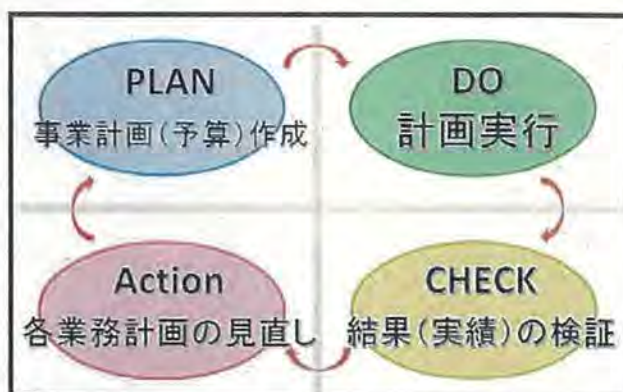 PLAN
事業計画(予算)作成
DO
計画実行
Action
各業務計画の見直し
CHECK
結果(実績)の検証